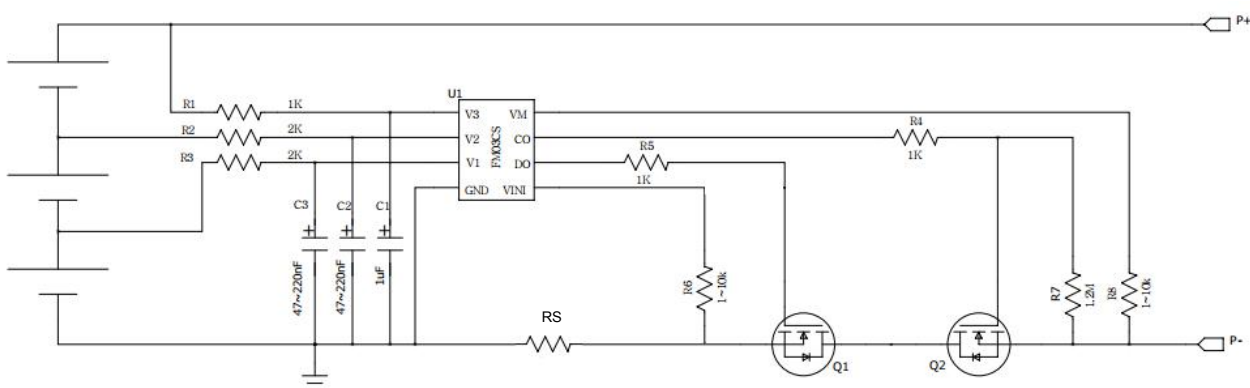 P+
U1
R1 1K
V3 VM
R2 2K
V2 CO
R4
1K
R3 2K
V1 DO
R5
1K
FM03CS
GND VINI
C3 C2 C1
+ + +
47~220nF
47~220nF
1uF
R6
1~10k
R7
1.2M
R8
1~10k
RS
P-
Q1
Q2